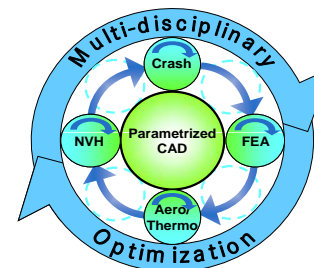 Multi-disciplinary
Crash
NVH
Parametrized
CAD
FEA
Aero/
Thermo
Optimization